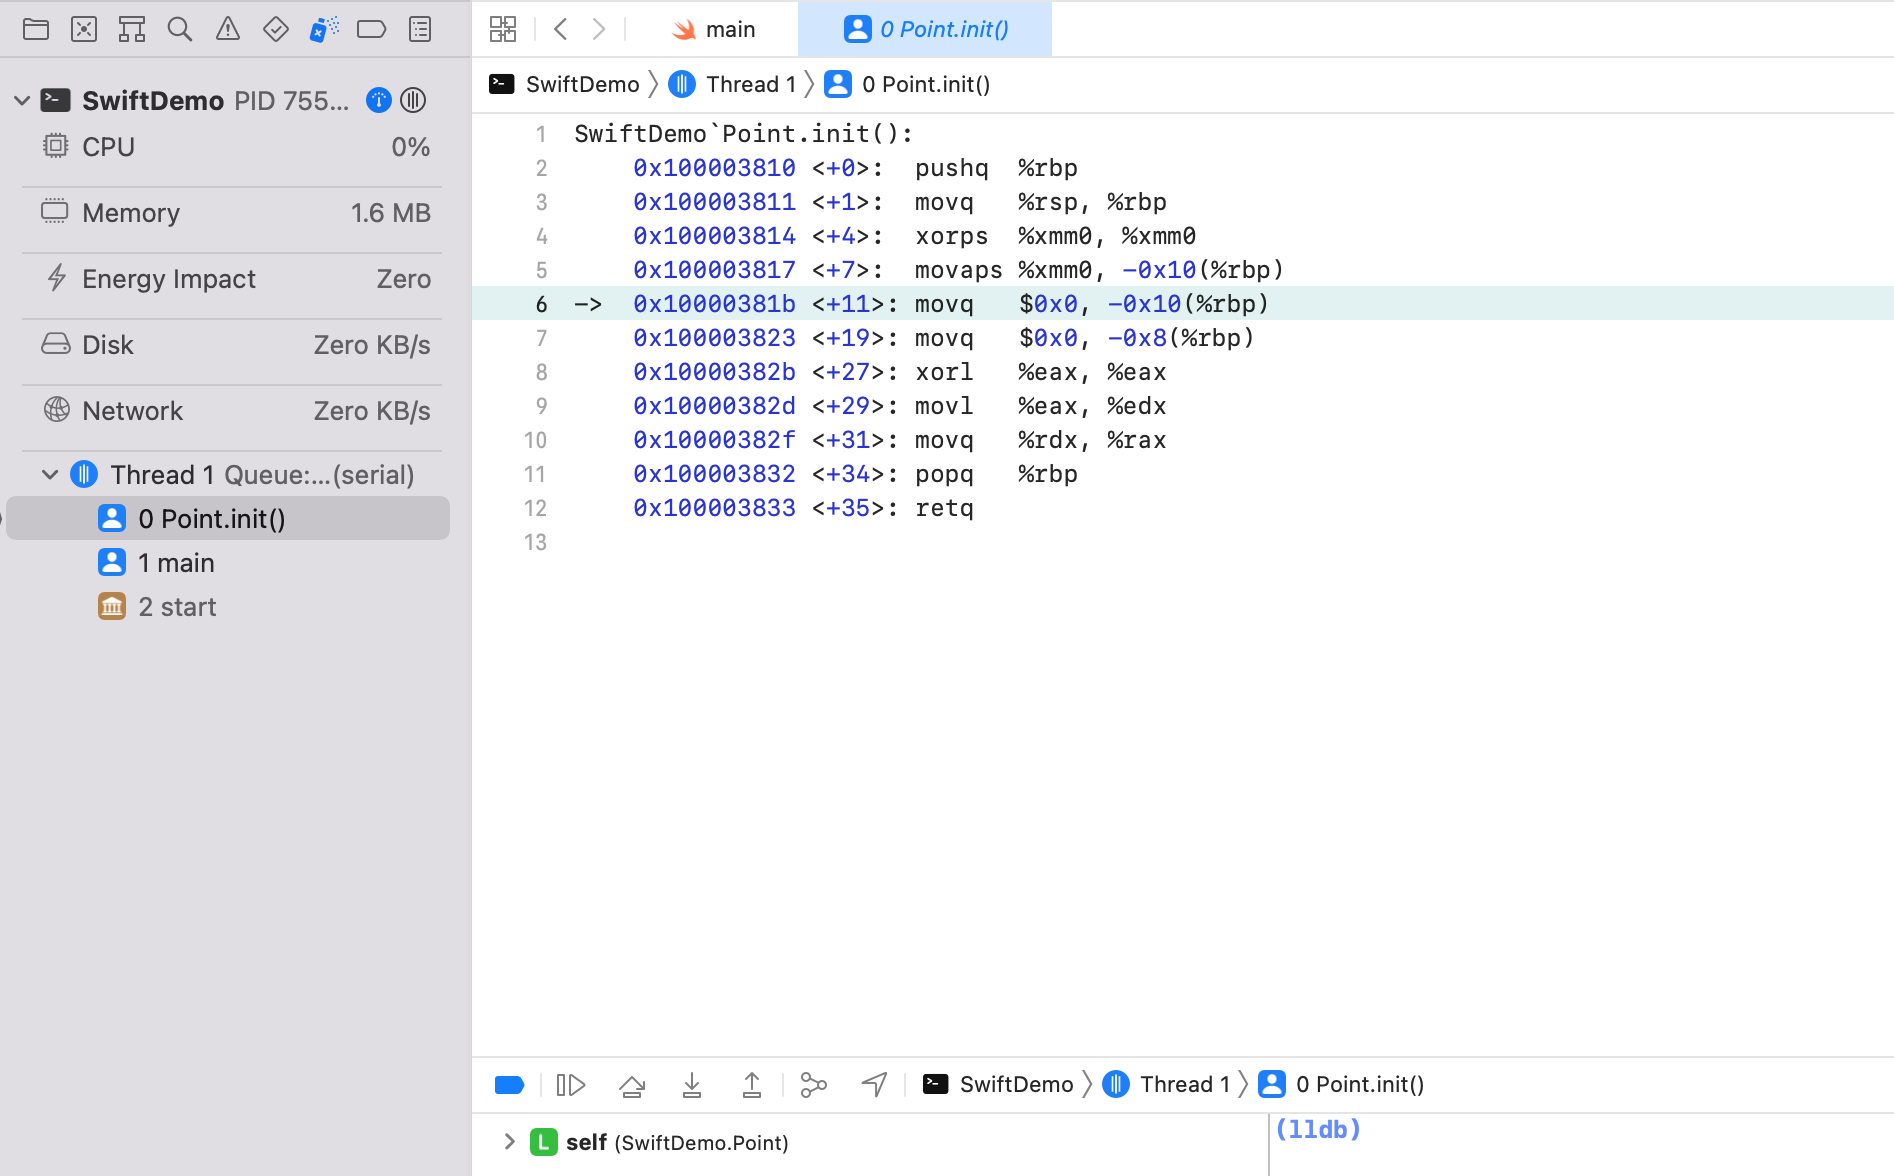 main
0 Point.init()
SwiftDemo PID 755...
SwiftDemo Thread 1 0 Point.init()
CPU 0%
Memory 1.6 MB
Energy Impact Zero
Disk Zero KB/s
Network Zero KB/s
Thread 1 Queue:...(serial)
0 Point.init()
1 main
2 start
1 SwiftDemo`Point.init():
2 0x100003810 <+0>: pushq %rbp
3 0x100003811 <+1>: movq %rsp, %rbp
4 0x100003814 <+4>: xorps %xmm0, %xmm0
5 0x100003817 <+7>: movaps %xmm0, -0x10(%rbp)
6 -> 0x10000381b <+11>: movq $0x0, -0x10(%rbp)
7 0x100003823 <+19>: movq $0x0, -0x8(%rbp)
8 0x10000382b <+27>: xorl %eax, %eax
9 0x10000382d <+29>: movl %eax, %edx
10 0x10000382f <+31>: movq %rdx, %rax
11 0x100003832 <+34>: popq %rbp
12 0x100003833 <+35>: retq
13
SwiftDemo Thread 1 0 Point.init()
L self (SwiftDemo.Point)
(lldb)